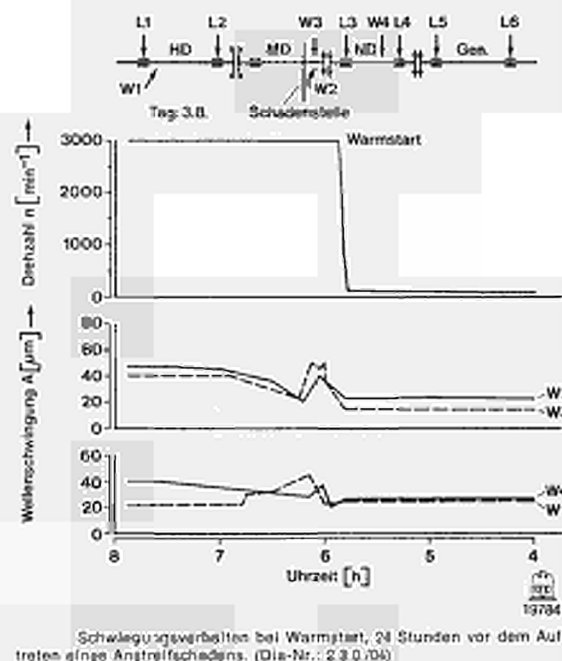 L1 L2 W3 L3 W4 L4 L5 L6
HD MD ND Gen.
W1 W2
Tag: 3.8. Schadenstelle
3000 Warmstart
2000
1000
0
Drehzahl n [min⁻¹]
80
60
40
20
0
Wellenschwingung A [µm]
60
40
20
0
8 7 6 5 4
Uhrzeit [h]
19784
Schwiegungsverhalten bei Warmstart, 24 Stunden vor dem Auf
treten eines Anstreifschadens. (Dia-Nr.: 230/04)